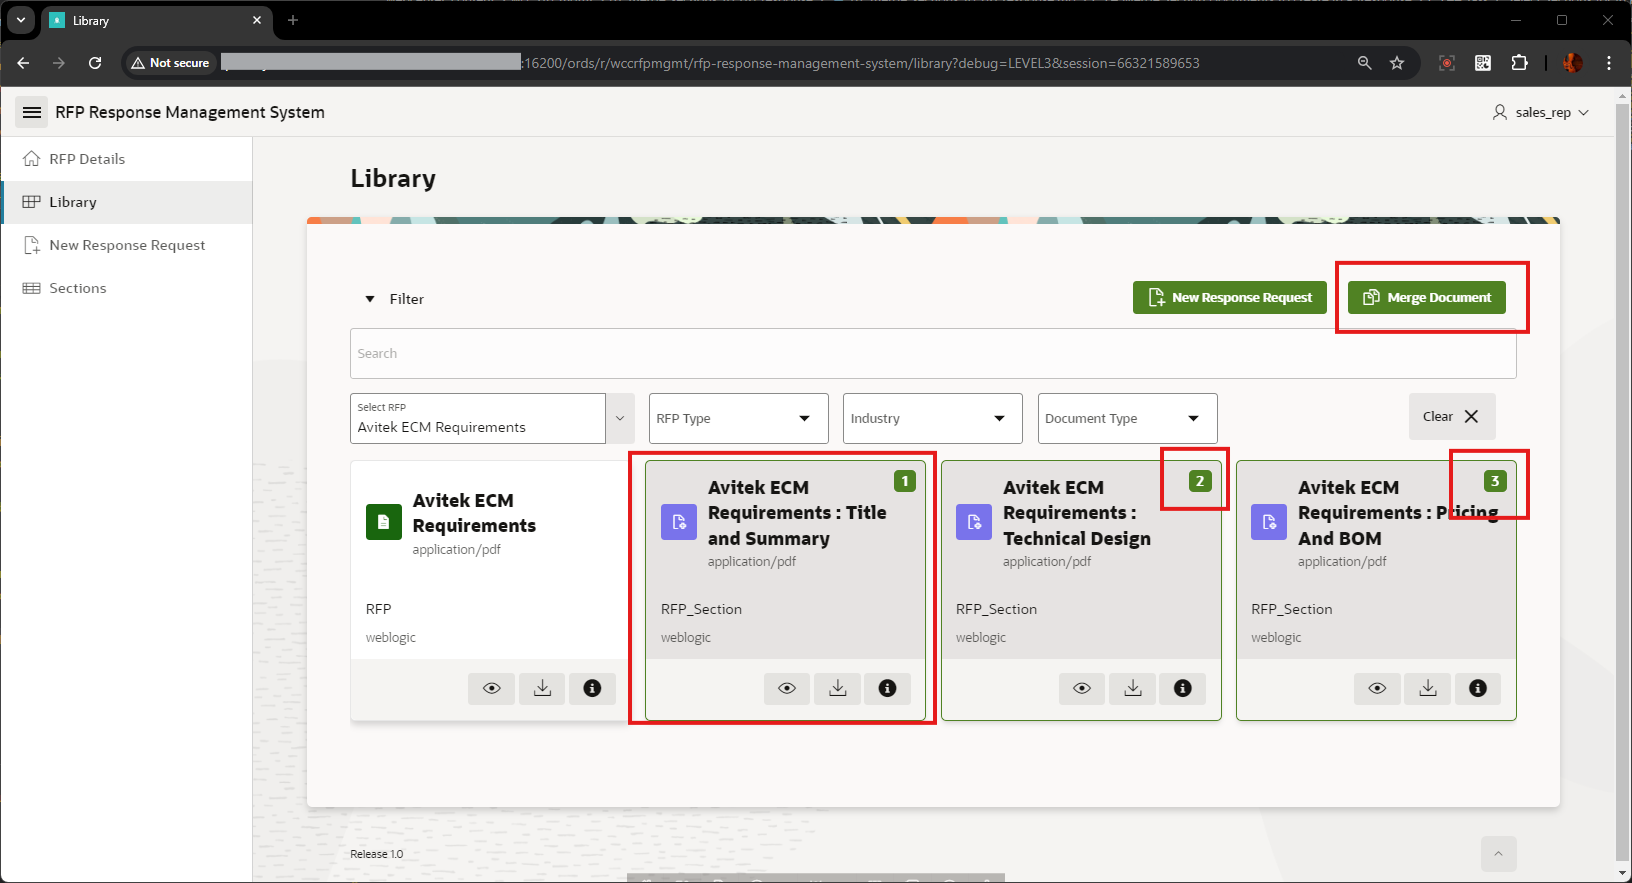 Library
Not secure
:16200/ords/r/wccrfpmgmt/rfp-response-management-system/library?debug=LEVEL3&session=66321589653
RFP Response Management System
sales_rep
RFP Details
Library
New Response Request
Sections
Library
Filter
New Response Request
Merge Document
Search
Select RFP
Avitek ECM Requirements
RFP Type
Industry
Document Type
Clear
Avitek ECM
Requirements
application/pdf
RFP
weblogic
1
Avitek ECM
Requirements : Title
and Summary
application/pdf
RFP_Section
weblogic
2
Avitek ECM
Requirements :
Technical Design
application/pdf
RFP_Section
weblogic
3
Avitek ECM
Requirements : Pricing
And BOM
application/pdf
RFP_Section
weblogic
Release 1.0